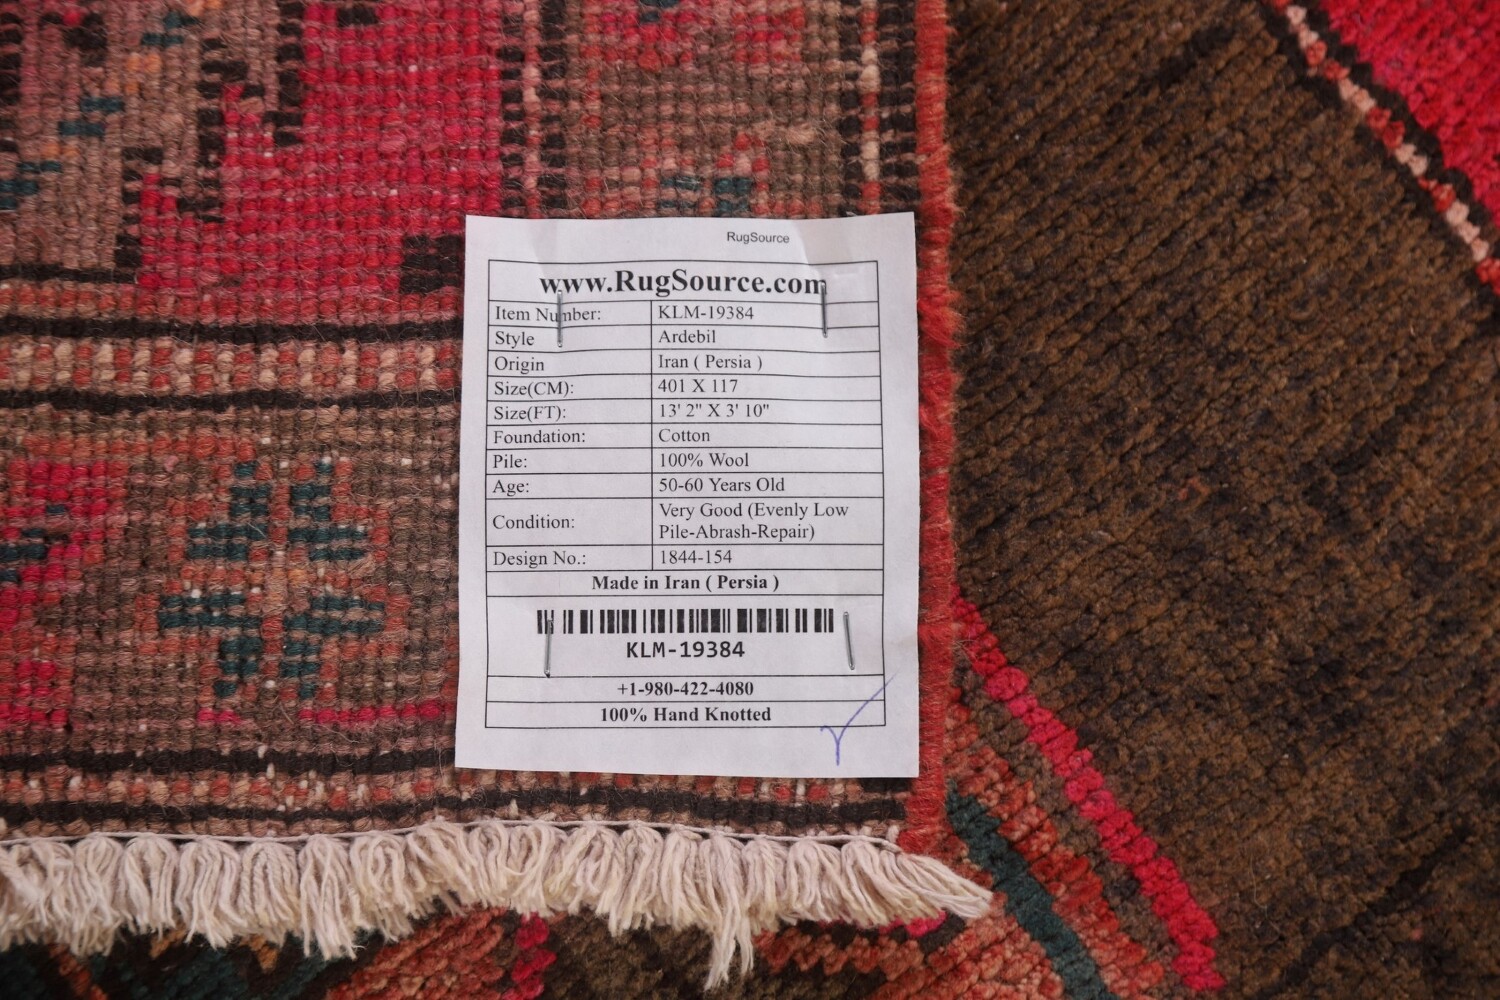 RugSource
www.RugSource.com
Item Number: KLM-19384
Style Ardebil
Origin Iran ( Persia )
Size(CM): 401 X 117
Size(FT): 13' 2" X 3' 10"
Foundation: Cotton
Pile: 100% Wool
Age: 50-60 Years Old
Condition: Very Good (Evenly Low
Pile-Abrash-Repair)
Design No.: 1844-154
Made in Iran ( Persia )
KLM-19384
+1-980-422-4080
100% Hand Knotted